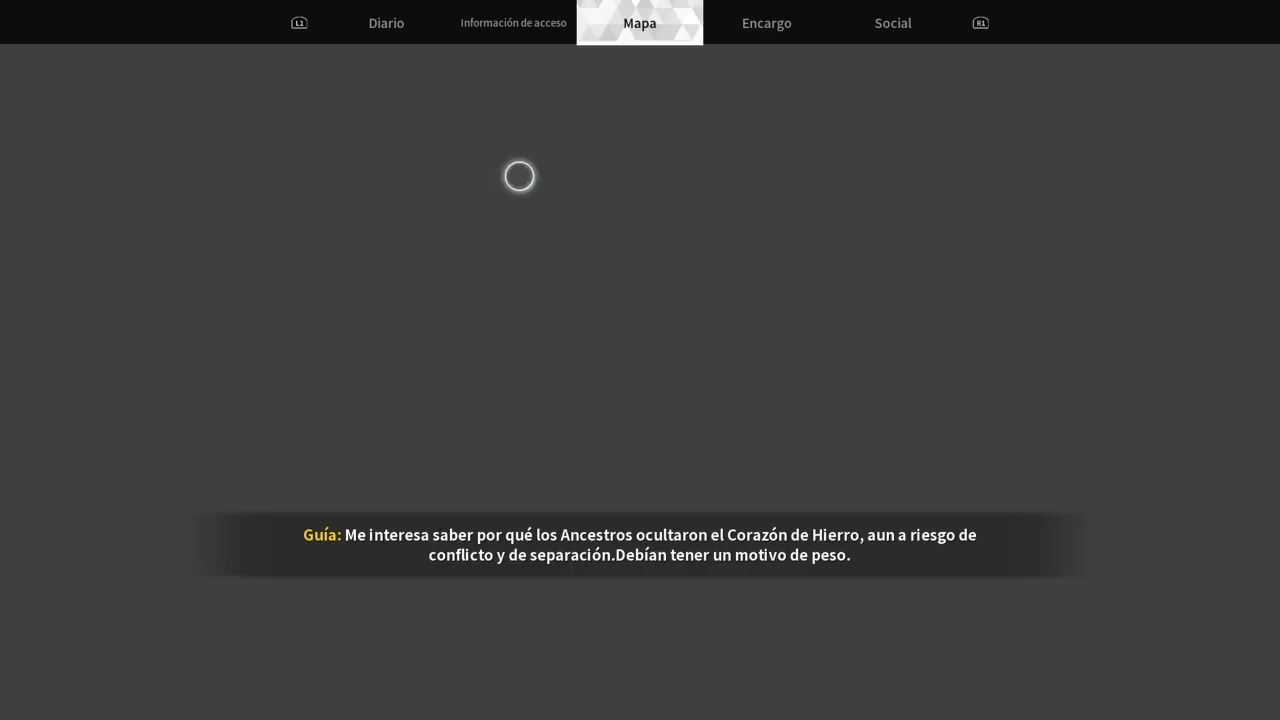 L1
Diario
Información de acceso
Mapa
Encargo
Social
R1
Guía: Me interesa saber por qué los Ancestros ocultaron el Corazón de Hierro, aun a riesgo de
conflicto y de separación.Debían tener un motivo de peso.